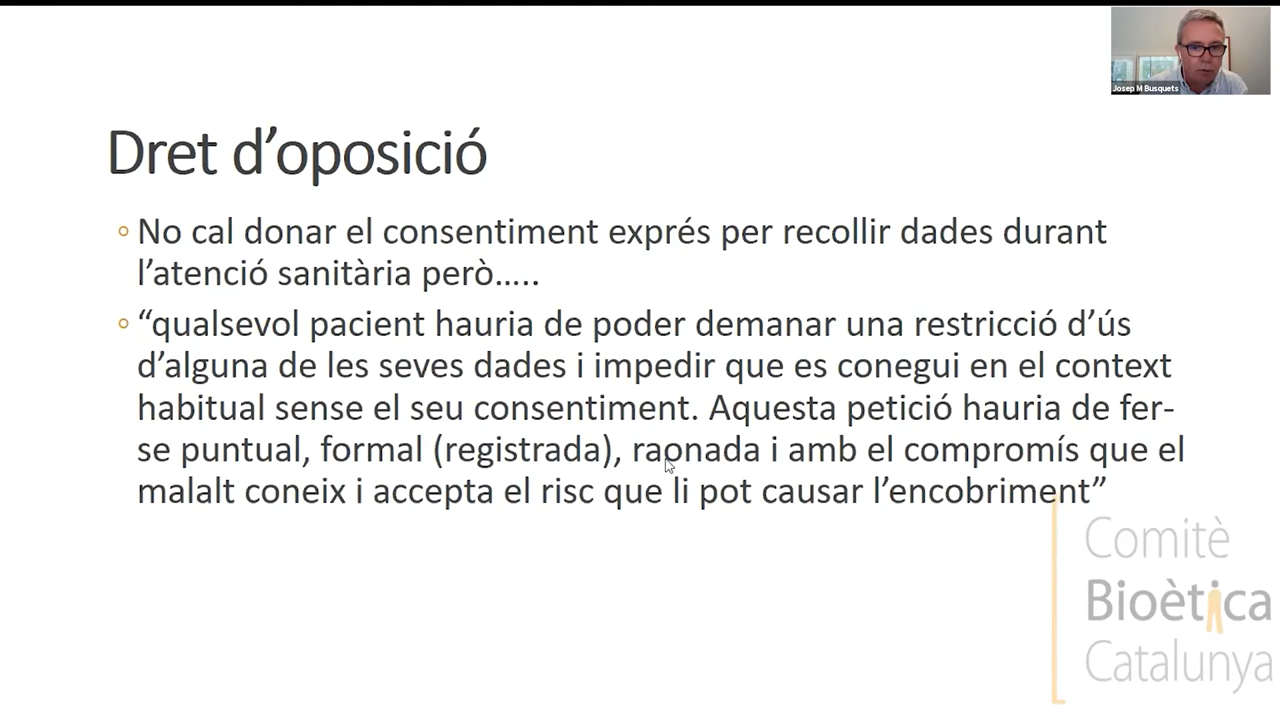 Josep M Busquets
Dret d’oposició
◦ No cal donar el consentiment exprés per recollir dades durant
l’atenció sanitària però…..
◦ “qualsevol pacient hauria de poder demanar una restricció d’ús
d’alguna de les seves dades i impedir que es conegui en el context
habitual sense el seu consentiment. Aquesta petició hauria de fer-
se puntual, formal (registrada), raonada i amb el compromís que el
malalt coneix i accepta el risc que li pot causar l’encobriment”
Comitè
Bioètica
Catalunya